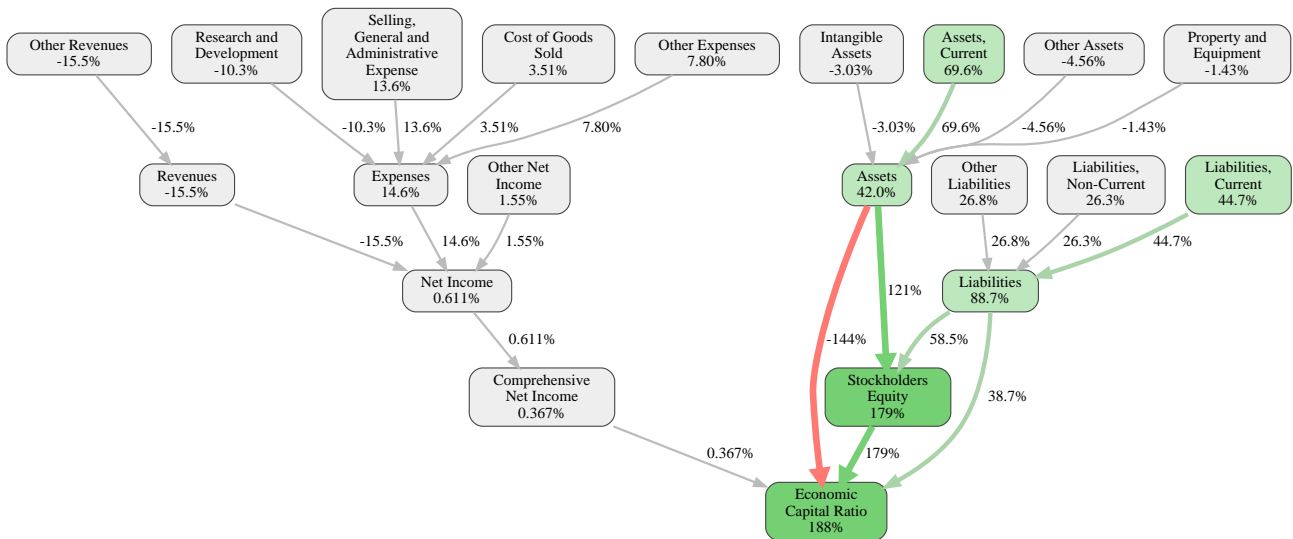 Other Revenues
-15.5%
Research and
Development
-10.3%
Selling,
General and
Administrative
Expense
13.6%
Cost of Goods
Sold
3.51%
Other Expenses
7.80%
Intangible
Assets
-3.03%
Assets,
Current
69.6%
Other Assets
-4.56%
Property and
Equipment
-1.43%
-15.5%
-10.3%
13.6%
3.51%
7.80%
-3.03%
69.6%
-4.56%
-1.43%
Revenues
-15.5%
Expenses
14.6%
Other Net
Income
1.55%
Assets
42.0%
Other
Liabilities
26.8%
Liabilities,
Non-Current
26.3%
Liabilities,
Current
44.7%
-15.5%
14.6%
1.55%
26.8%
26.3%
44.7%
Net Income
0.611%
Liabilities
88.7%
121%
0.611%
-144%
58.5%
Comprehensive
Net Income
0.367%
Stockholders
Equity
179%
38.7%
0.367%
179%
Economic
Capital Ratio
188%